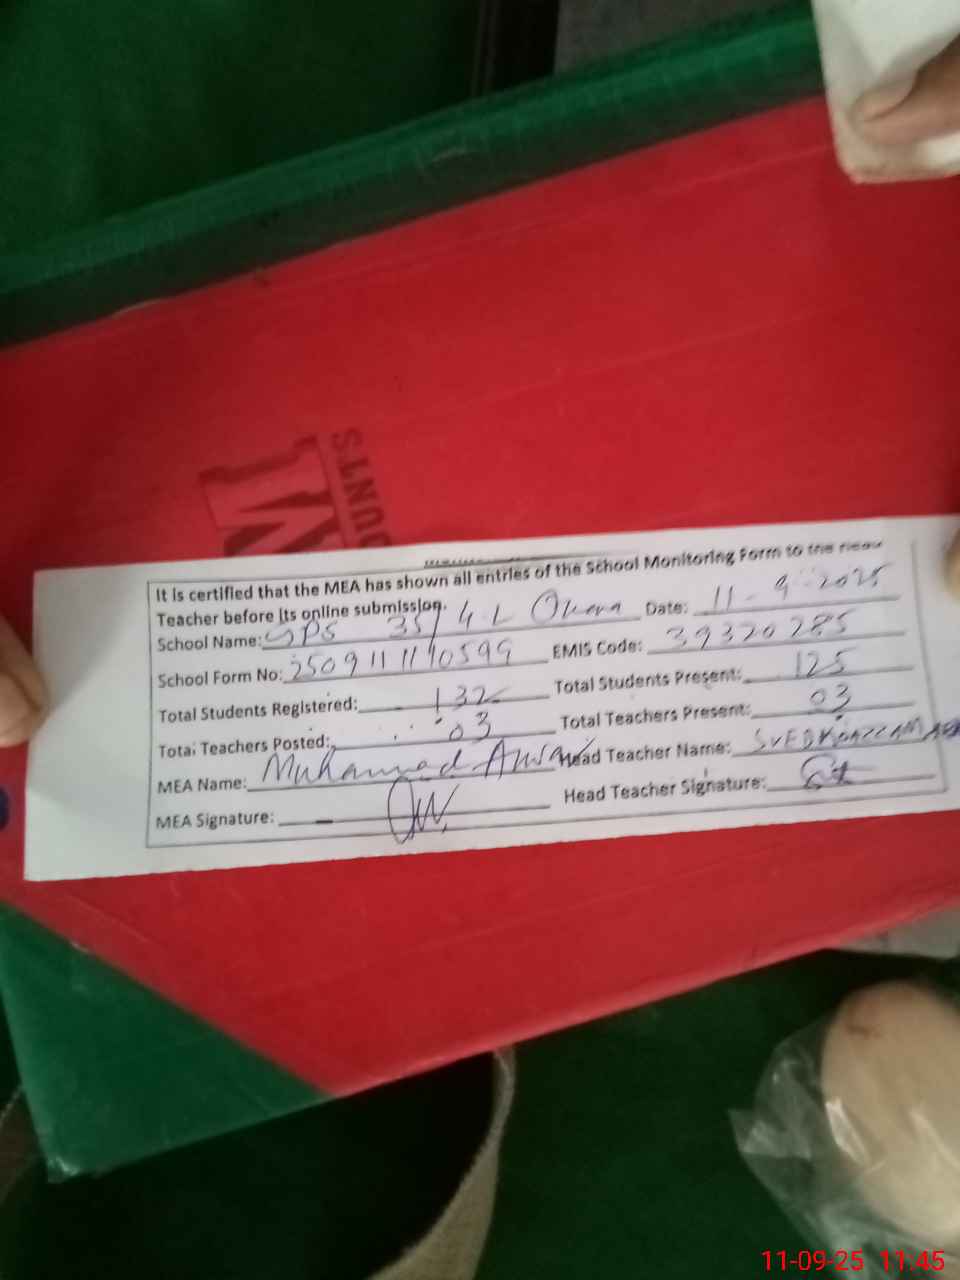 UNTS
It is certified that the MEA has shown all entries of the School Monitoring Form to the Head
Teacher before its online submission.
School Name: GPS 35/4-L Okara Date: 11-9-2025
School Form No: 2509111110599 EMIS Code: 39320285
Total Students Registered: 132 Total Students Present: 125
Total Teachers Posted: 03 Total Teachers Present: 03
MEA Name: Muhammad Head Teacher Name:
MEA Signature: Head Teacher Signature:
11-09-25 11:45